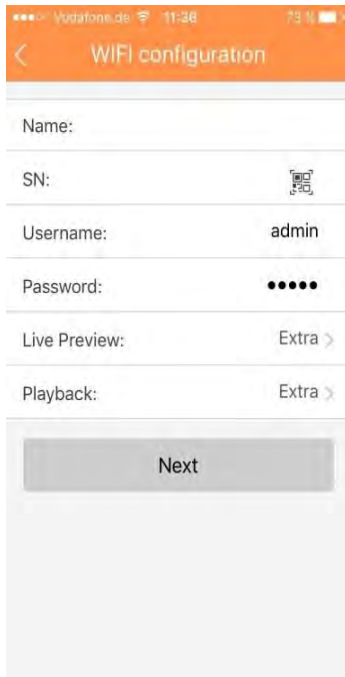 Vodafone.de 11:36 73 %
WIFI configuration
Name:
SN:
Username: admin
Password: •••••
Live Preview: Extra
Playback: Extra
Next